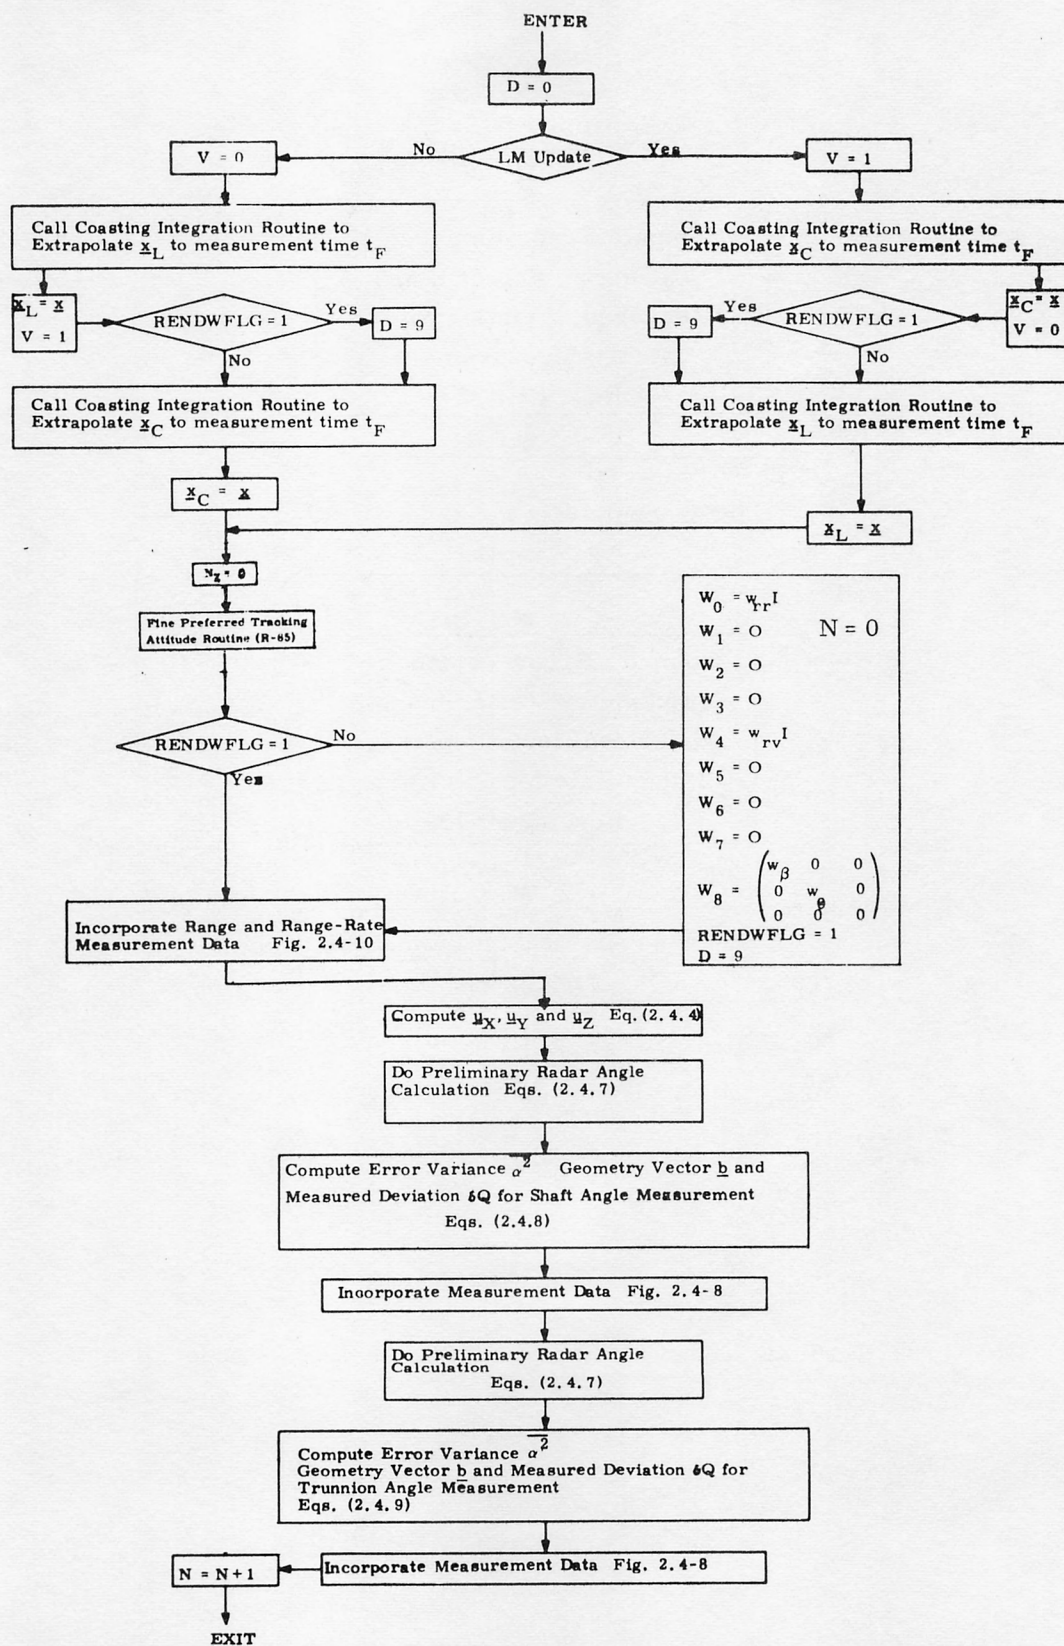 ENTER
D = 0
LM Update
No
Yes
V = 0
V = 1
Call Coasting Integration Routine to
Extrapolate x_L to measurement time t_F
Call Coasting Integration Routine to
Extrapolate x_C to measurement time t_F
x_L = x
V = 1
RENDWFLG = 1
Yes
D = 9
No
D = 9
Yes
RENDWFLG = 1
No
x_C = x
V = 0
Call Coasting Integration Routine to
Extrapolate x_C to measurement time t_F
Call Coasting Integration Routine to
Extrapolate x_L to measurement time t_F
x_C = x
x_L = x
N_Z = 0
Fine Preferred Tracking
Attitude Routine (R-65)
RENDWFLG = 1
No
Yes
W_0 = w_rr I
W_1 = O N = 0
W_2 = O
W_3 = O
W_4 = w_rv I
W_5 = O
W_6 = O
W_7 = O
w_β 0 0
W_8 = 0 w_θ 0
0 0 0
RENDWFLG = 1
D = 9
Incorporate Range and Range-Rate
Measurement Data Fig. 2.4-10
Compute u_X, u_Y and u_Z Eq. (2.4.4)
Do Preliminary Radar Angle
Calculation Eqs. (2.4.7)
Compute Error Variance α² Geometry Vector b and
Measured Deviation δQ for Shaft Angle Measurement
Eqs. (2.4.8)
Incorporate Measurement Data Fig. 2.4-8
Do Preliminary Radar Angle
Calculation
Eqs. (2.4.7)
Compute Error Variance α²
Geometry Vector b and Measured Deviation δQ for
Trunnion Angle Measurement
Eqs. (2.4.9)
Incorporate Measurement Data Fig. 2.4-8
N = N+1
EXIT